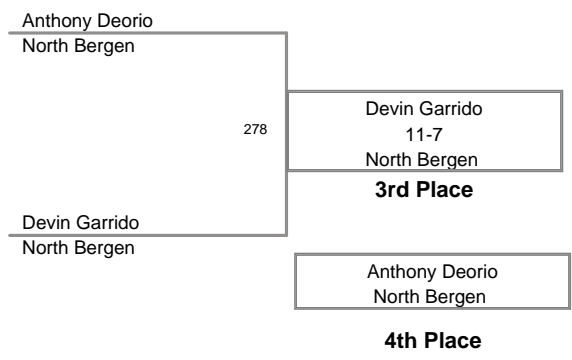 Anthony Deorio
North Bergen
278
Devin Garrido
11-7
North Bergen
3rd Place
Devin Garrido
North Bergen
Anthony Deorio
North Bergen
4th Place